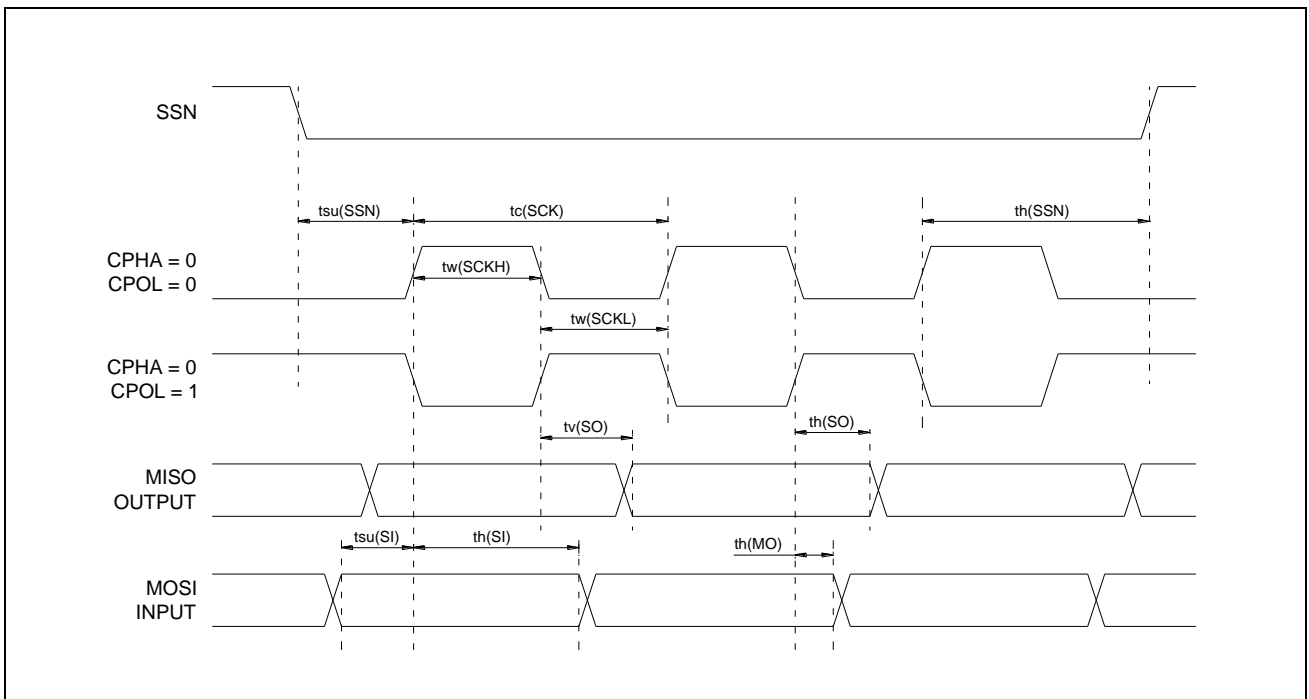 SSN
tsu(SSN)
tc(SCK)
th(SSN)
CPHA = 0
CPOL = 0
tw(SCKH)
tw(SCKL)
CPHA = 0
CPOL = 1
tv(SO)
th(SO)
MISO
OUTPUT
tsu(SI)
th(SI)
th(MO)
MOSI
INPUT